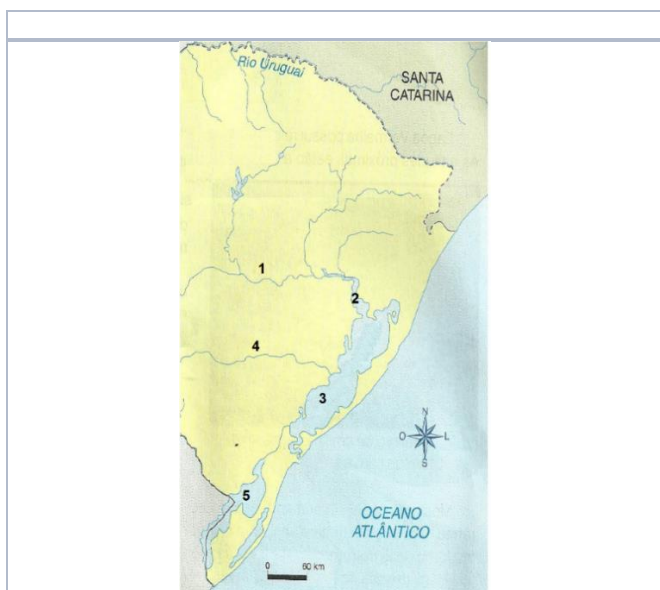 Rio Uruguai
SANTA
CATARINA
1
2
4
3
N
O
L
S
5
OCEANO
ATLÂNTICO
0
60 km